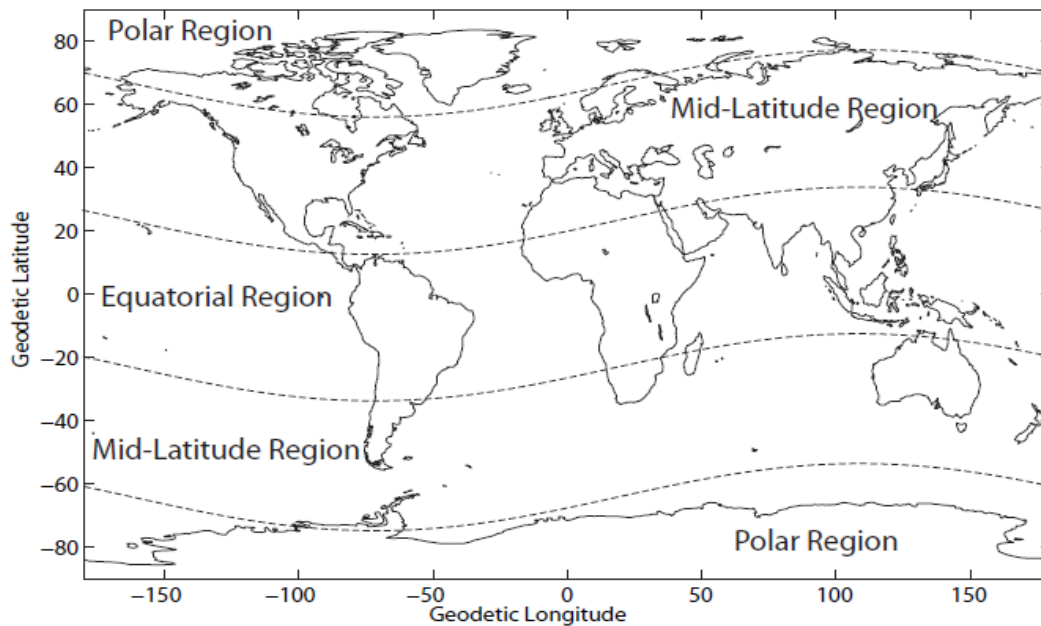 Polar Region
80
60
Mid-Latitude Region
40
20
Geodetic Latitude
0
Equatorial Region
−20
−40
Mid-Latitude Region
−60
−80
Polar Region
−150
−100
−50
0
50
100
150
Geodetic Longitude